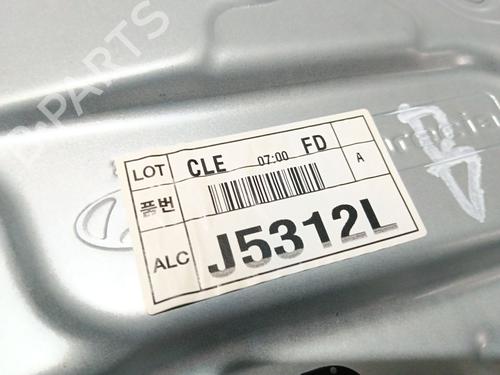 PARTS
LOT CLE 07:00 FD
품번 A
ALC J5312L
B